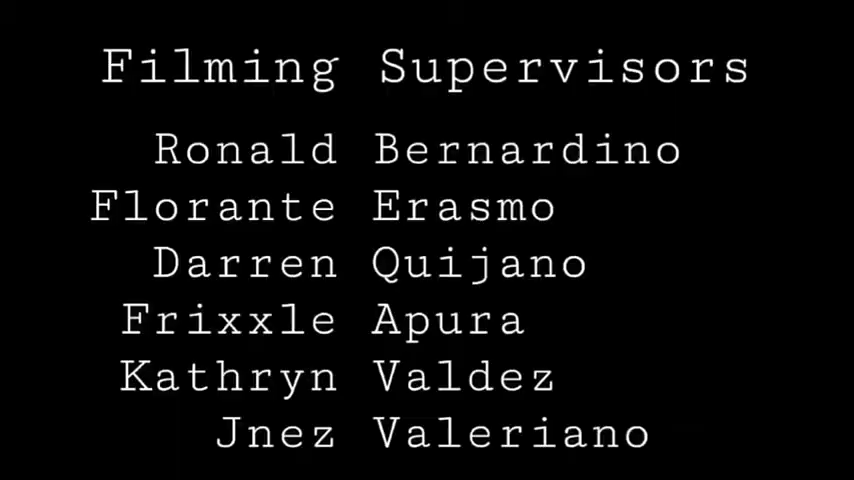 Filming Supervisors
Ronald Bernardino
Florante Erasmo
Darren Quijano
Frixxle Apura
Kathryn Valdez
Jnez Valeriano